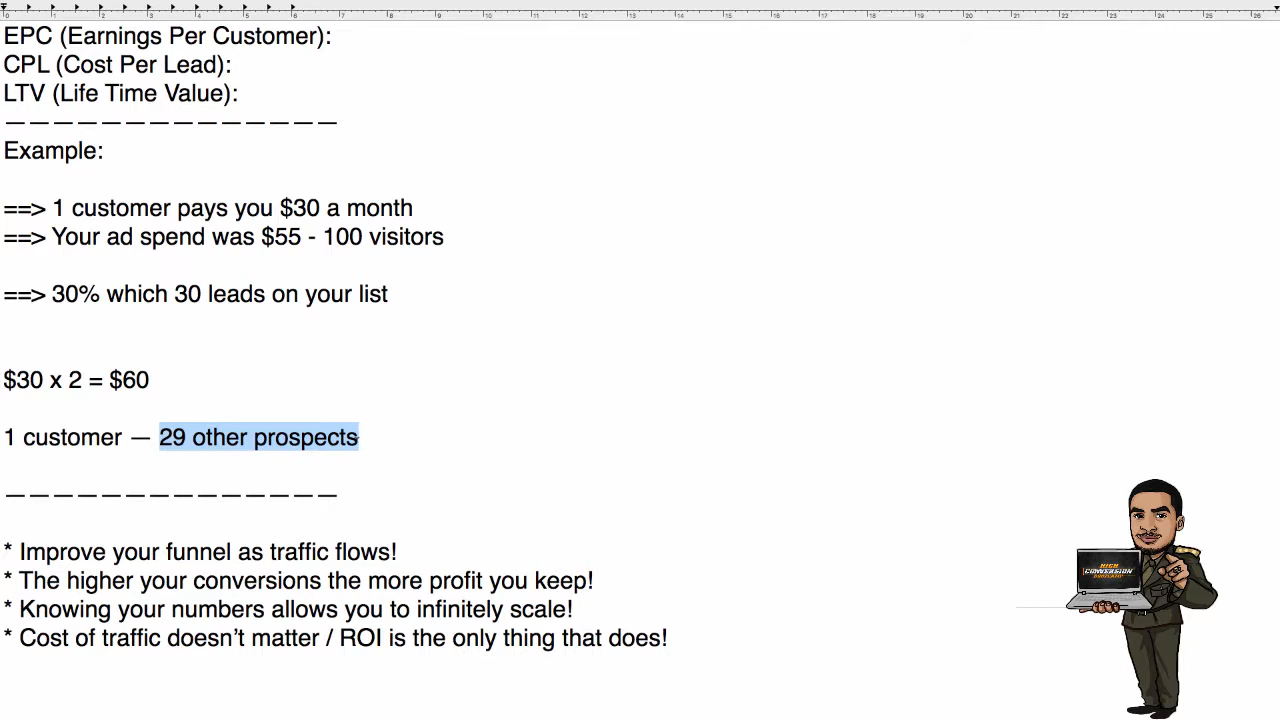 EPC (Earnings Per Customer):
CPL (Cost Per Lead):
LTV (Life Time Value):
——————————————
Example:
==> 1 customer pays you $30 a month
==> Your ad spend was $55 - 100 visitors
==> 30% which 30 leads on your list
$30 x 2 = $60
1 customer — 29 other prospects
——————————————
* Improve your funnel as traffic flows!
* The higher your conversions the more profit you keep!
* Knowing your numbers allows you to infinitely scale!
* Cost of traffic doesn’t matter / ROI is the only thing that does!
HIGH
CONVERSION